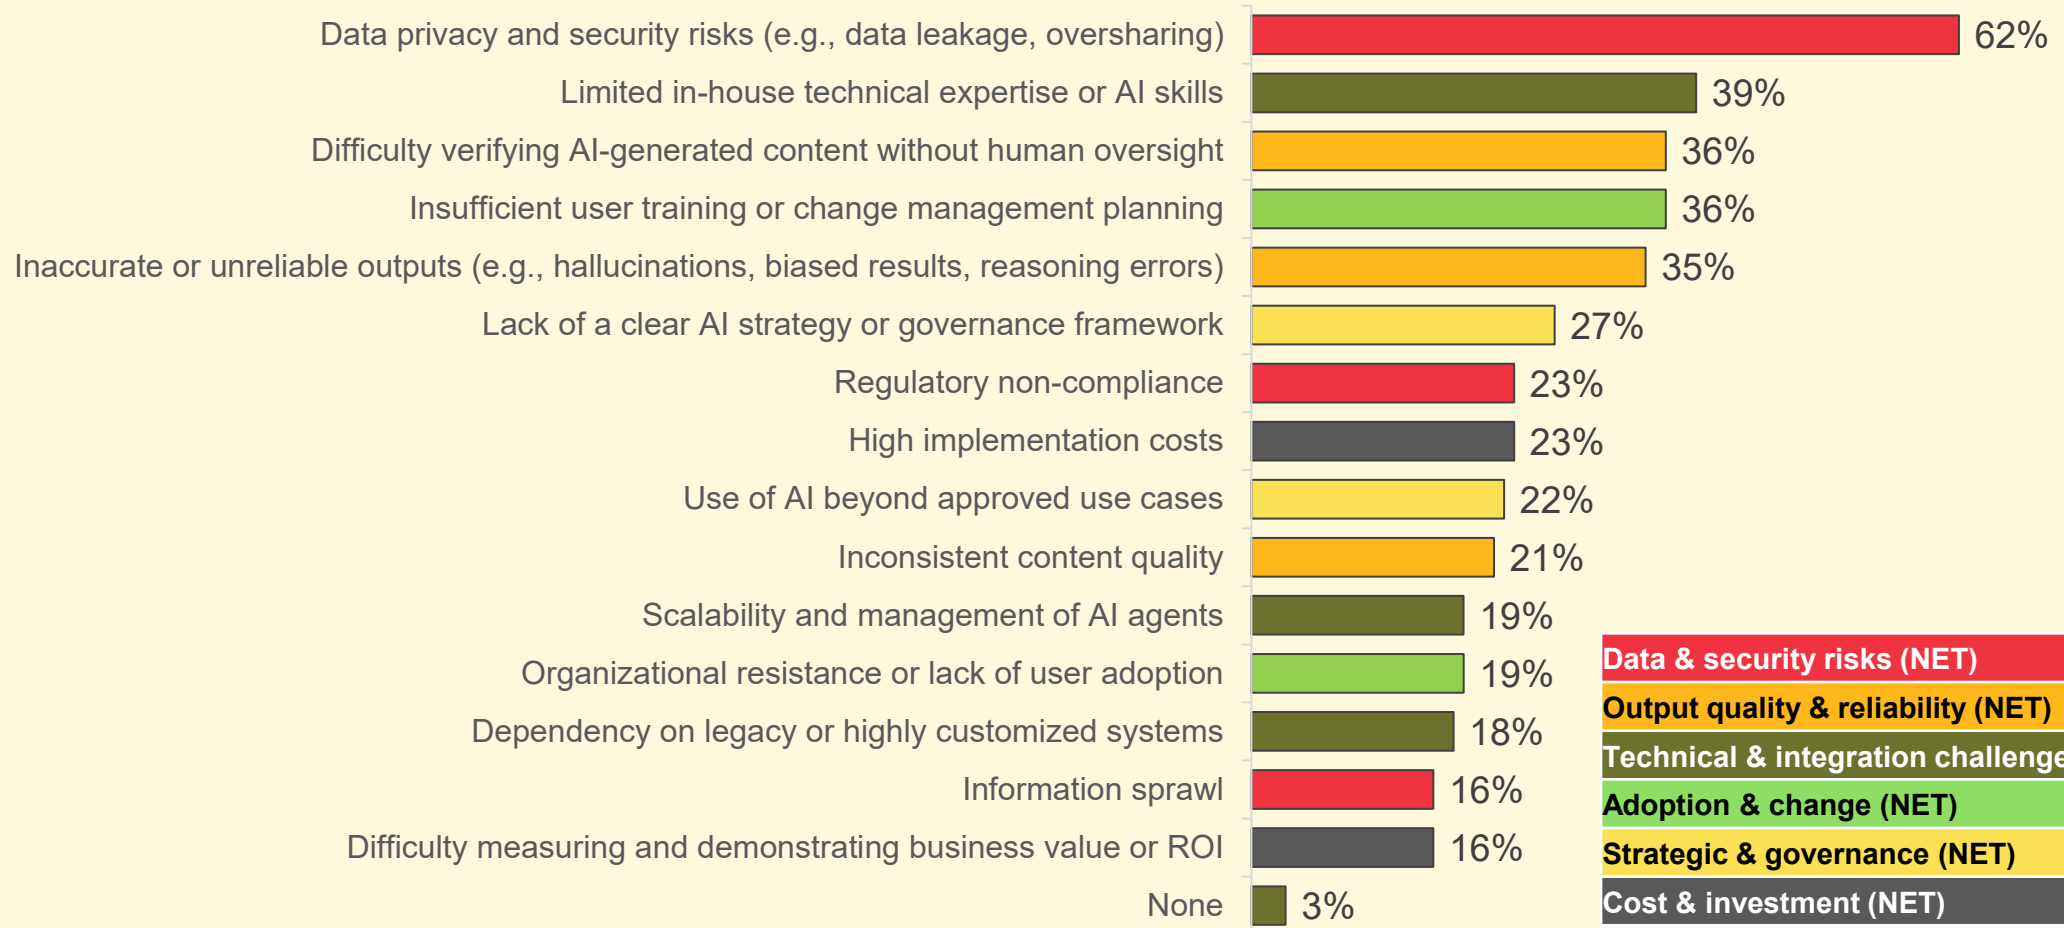 Data privacy and security risks (e.g., data leakage, oversharing) 62%
Limited in-house technical expertise or AI skills 39%
Difficulty verifying AI-generated content without human oversight 36%
Insufficient user training or change management planning 36%
Inaccurate or unreliable outputs (e.g., hallucinations, biased results, reasoning errors) 35%
Lack of a clear AI strategy or governance framework 27%
Regulatory non-compliance 23%
High implementation costs 23%
Use of AI beyond approved use cases 22%
Inconsistent content quality 21%
Scalability and management of AI agents 19%
Organizational resistance or lack of user adoption 19%
Dependency on legacy or highly customized systems 18%
Information sprawl 16%
Difficulty measuring and demonstrating business value or ROI 16%
None 3%
Data & security risks (NET)
Output quality & reliability (NET)
Technical & integration challenge
Adoption & change (NET)
Strategic & governance (NET)
Cost & investment (NET)